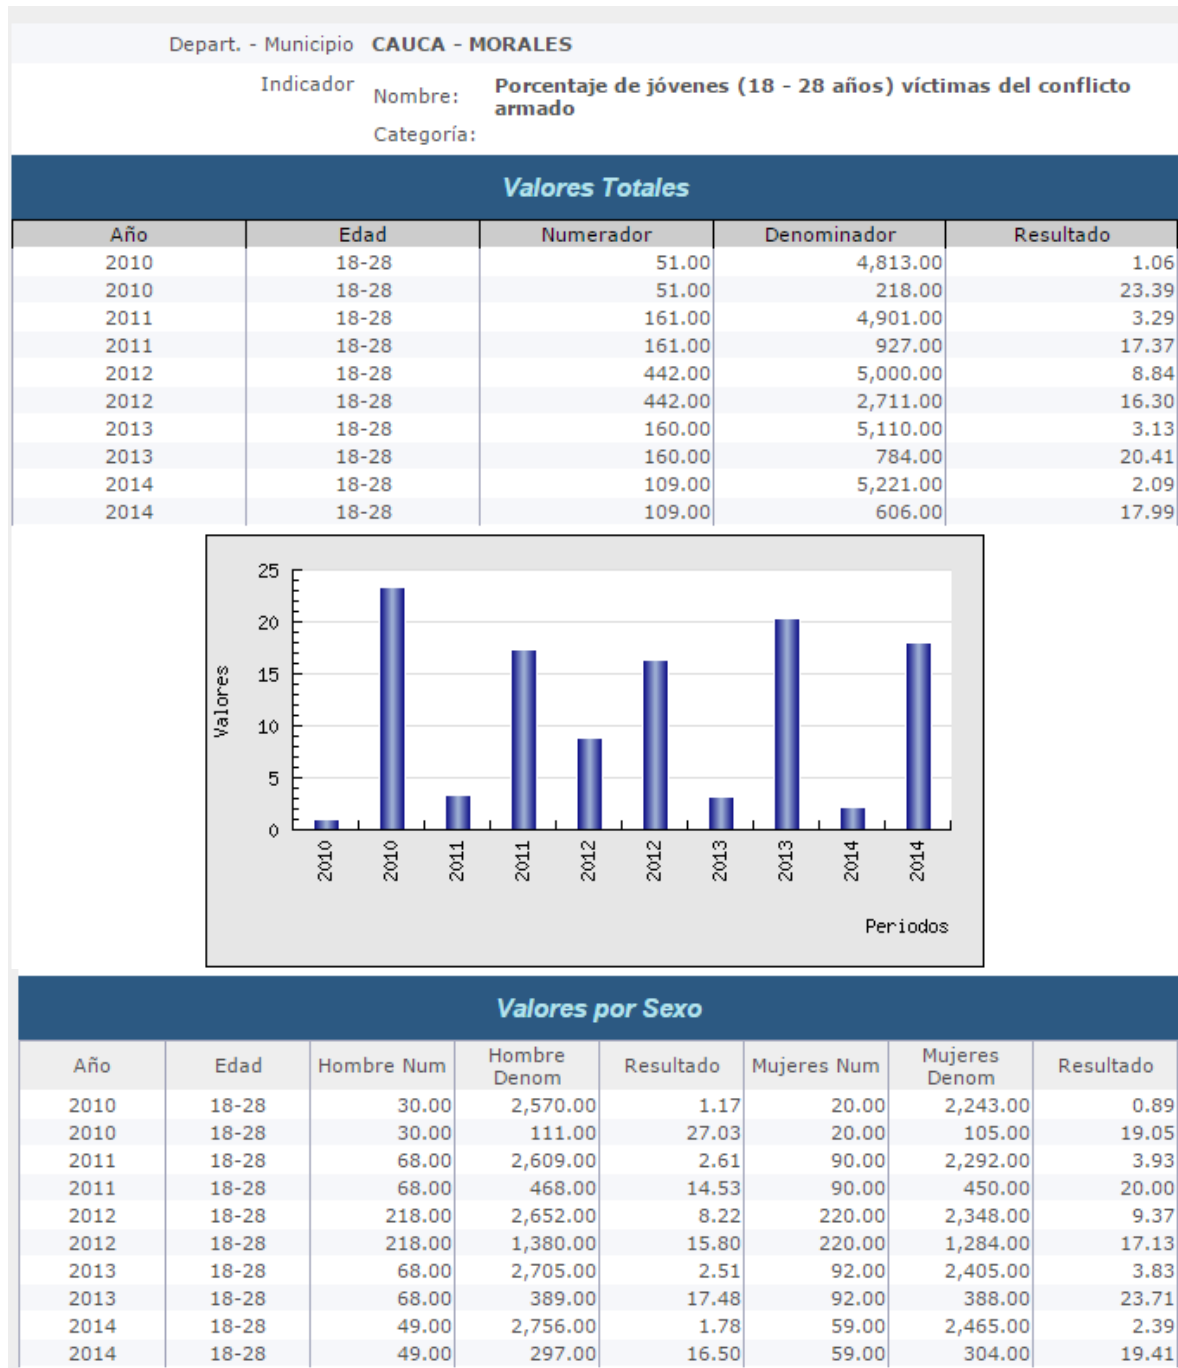 Depart. - Municipio CAUCA - MORALES
Indicador Nombre: Porcentaje de jóvenes (18 - 28 años) víctimas del conflicto armado
Categoría:
Valores Totales
Año Edad Numerador Denominador Resultado
2010 18-28 51.00 4,813.00 1.06
2010 18-28 51.00 218.00 23.39
2011 18-28 161.00 4,901.00 3.29
2011 18-28 161.00 927.00 17.37
2012 18-28 442.00 5,000.00 8.84
2012 18-28 442.00 2,711.00 16.30
2013 18-28 160.00 5,110.00 3.13
2013 18-28 160.00 784.00 20.41
2014 18-28 109.00 5,221.00 2.09
2014 18-28 109.00 606.00 17.99
25
20
15
10
5
0
Valores
2010 2010 2011 2011 2012 2012 2013 2013 2014 2014
Periodos
Valores por Sexo
Año Edad Hombre Num Hombre Denom Resultado Mujeres Num Mujeres Denom Resultado
2010 18-28 30.00 2,570.00 1.17 20.00 2,243.00 0.89
2010 18-28 30.00 111.00 27.03 20.00 105.00 19.05
2011 18-28 68.00 2,609.00 2.61 90.00 2,292.00 3.93
2011 18-28 68.00 468.00 14.53 90.00 450.00 20.00
2012 18-28 218.00 2,652.00 8.22 220.00 2,348.00 9.37
2012 18-28 218.00 1,380.00 15.80 220.00 1,284.00 17.13
2013 18-28 68.00 2,705.00 2.51 92.00 2,405.00 3.83
2013 18-28 68.00 389.00 17.48 92.00 388.00 23.71
2014 18-28 49.00 2,756.00 1.78 59.00 2,465.00 2.39
2014 18-28 49.00 297.00 16.50 59.00 304.00 19.41